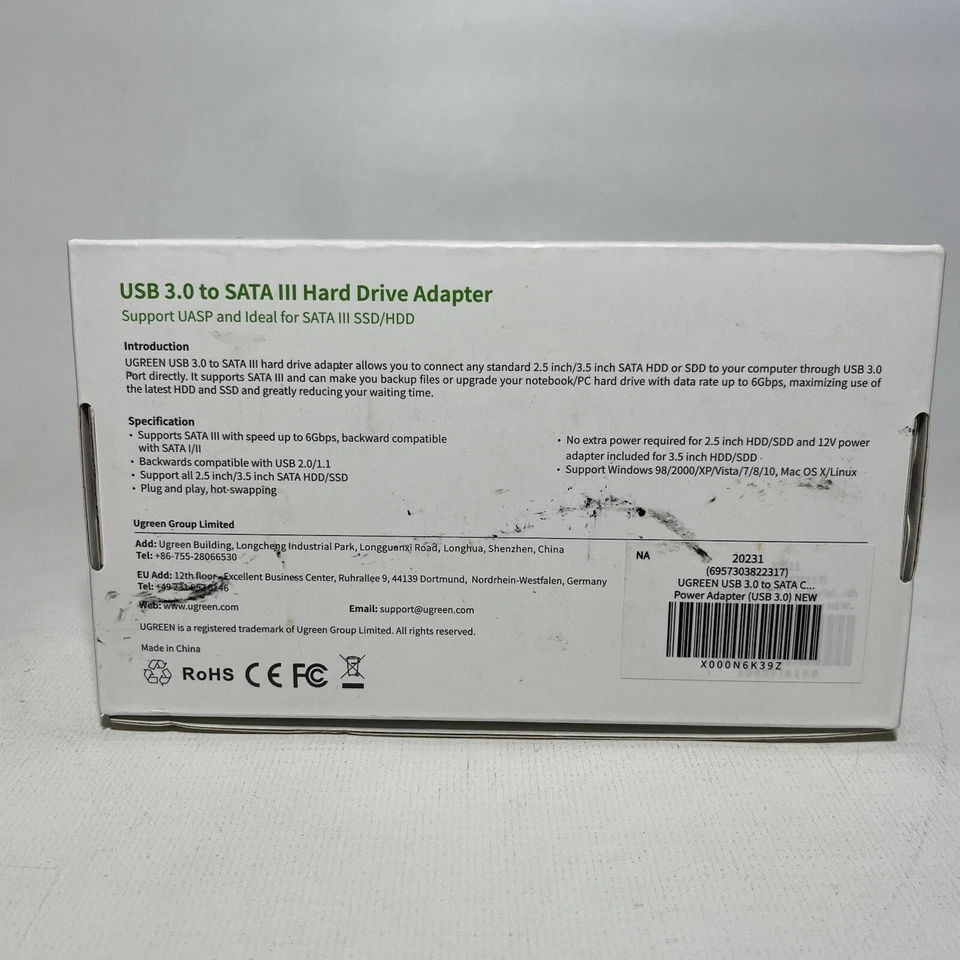 USB 3.0 to SATA III Hard Drive Adapter
Support UASP and Ideal for SATA III SSD/HDD
Introduction
UGREEN USB 3.0 to SATA III hard drive adapter allows you to connect any standard 2.5 inch/3.5 inch SATA HDD or SDD to your computer through USB 3.0
Port directly. It supports SATA III and can make you backup files or upgrade your notebook/PC hard drive with data rate up to 6Gbps, maximizing use of
the latest HDD and SSD and greatly reducing your waiting time.
Specification
• Supports SATA III with speed up to 6Gbps, backward compatible
with SATA I/II
• Backwards compatible with USB 2.0/1.1
• Support all 2.5 inch/3.5 inch SATA HDD/SSD
• Plug and play, hot-swapping
• No extra power required for 2.5 inch HDD/SDD and 12V power
adapter included for 3.5 inch HDD/SDD
• Support Windows 98/2000/XP/Vista/7/8/10, Mac OS X/Linux
Ugreen Group Limited
Add: Ugreen Building, Longcheng Industrial Park, Longguanxi Road, Longhua, Shenzhen, China
Tel: +86-755-28066530
EU Add: 12th floor, Excellent Business Center, Ruhrallee 9, 44139 Dortmund, Nordrhein-Westfalen, Germany
Tel:
Web: www.ugreen.com
Email: support@ugreen.com
UGREEN is a registered trademark of Ugreen Group Limited. All rights reserved.
Made in China
RoHS CE FC
NA
20231
(6957303822317)
UGREEN USB 3.0 to SATA C...
Power Adapter (USB 3.0) NEW
X000N6K39Z